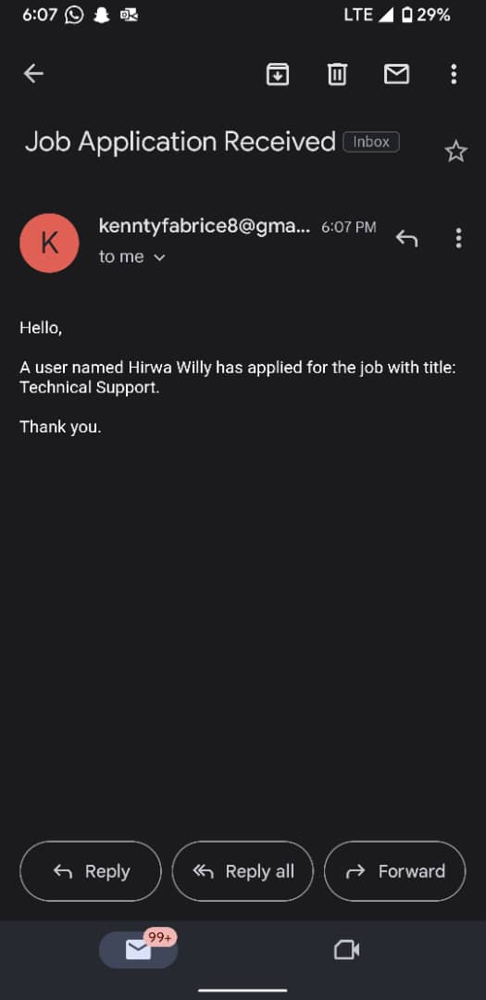 6:07 LTE 29%
Job Application Received Inbox
K
kenntyfabrice8@gma... 6:07 PM
to me
Hello,
A user named Hirwa Willy has applied for the job with title:
Technical Support.
Thank you.
Reply Reply all Forward
99+